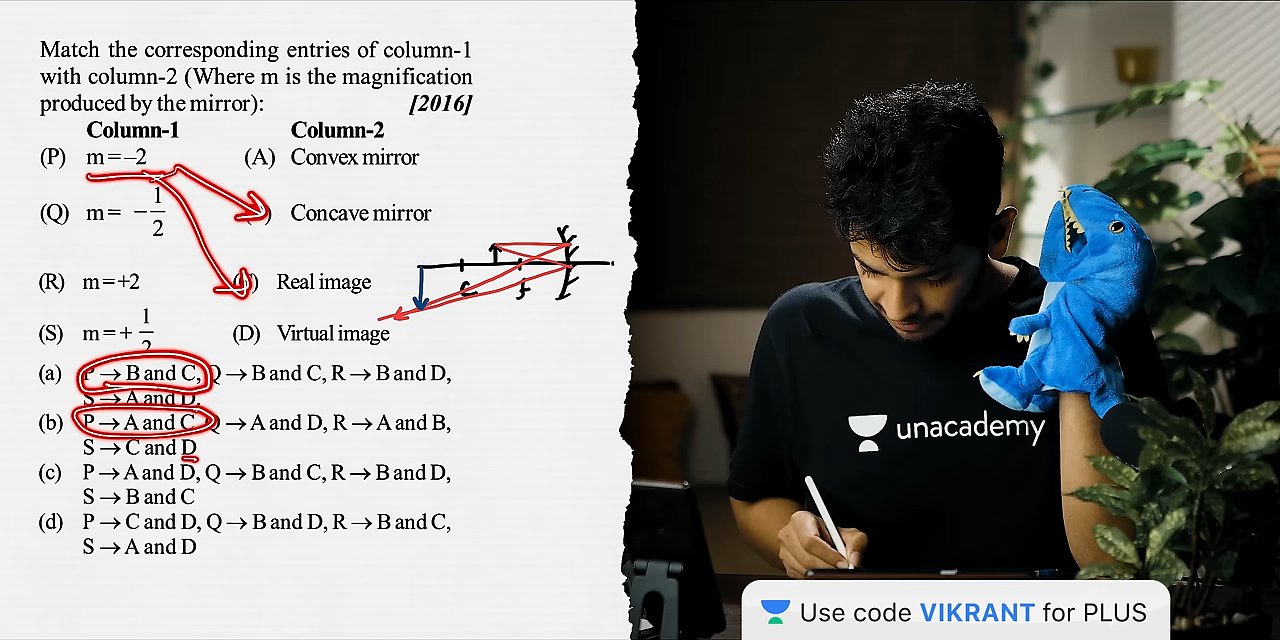 Match the corresponding entries of column-1
with column-2 (Where m is the magnification
produced by the mirror): [2016]
Column-1 Column-2
(P) m=–2 (A) Convex mirror
(Q) m= –1/2 Concave mirror
(R) m=+2 Real image
(S) m=+ 1/2 (D) Virtual image
(a) P→B and C, Q→B and C, R→B and D,
S→A and D
(b) P→A and C Q→A and D, R→A and B,
S→C and D
(c) P→A and D, Q→B and C, R→B and D,
S→B and C
(d) P→C and D, Q→B and D, R→B and C,
S→A and D
C F
unacademy
Use code VIKRANT for PLUS